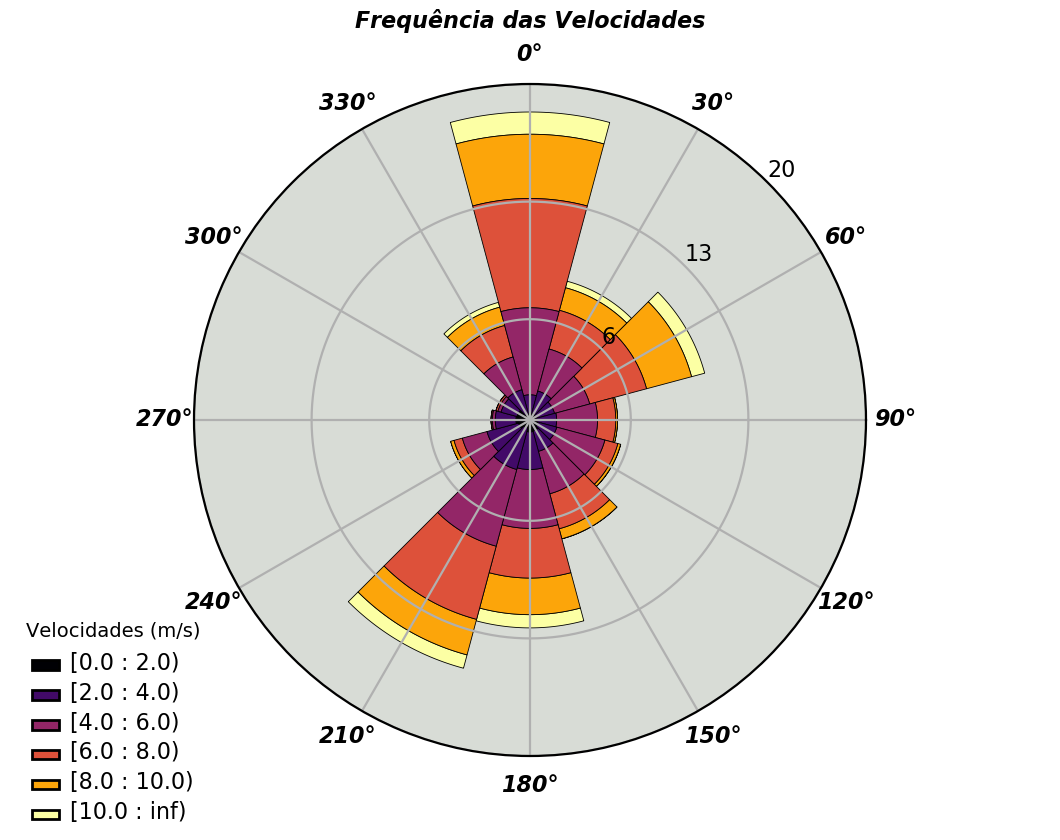 Frequência das Velocidades
0°
330°
30°
20
300°
60°
13
6
270°
90°
240°
120°
210°
150°
180°
Velocidades (m/s)
[0.0 : 2.0)
[2.0 : 4.0)
[4.0 : 6.0)
[6.0 : 8.0)
[8.0 : 10.0)
[10.0 : inf)